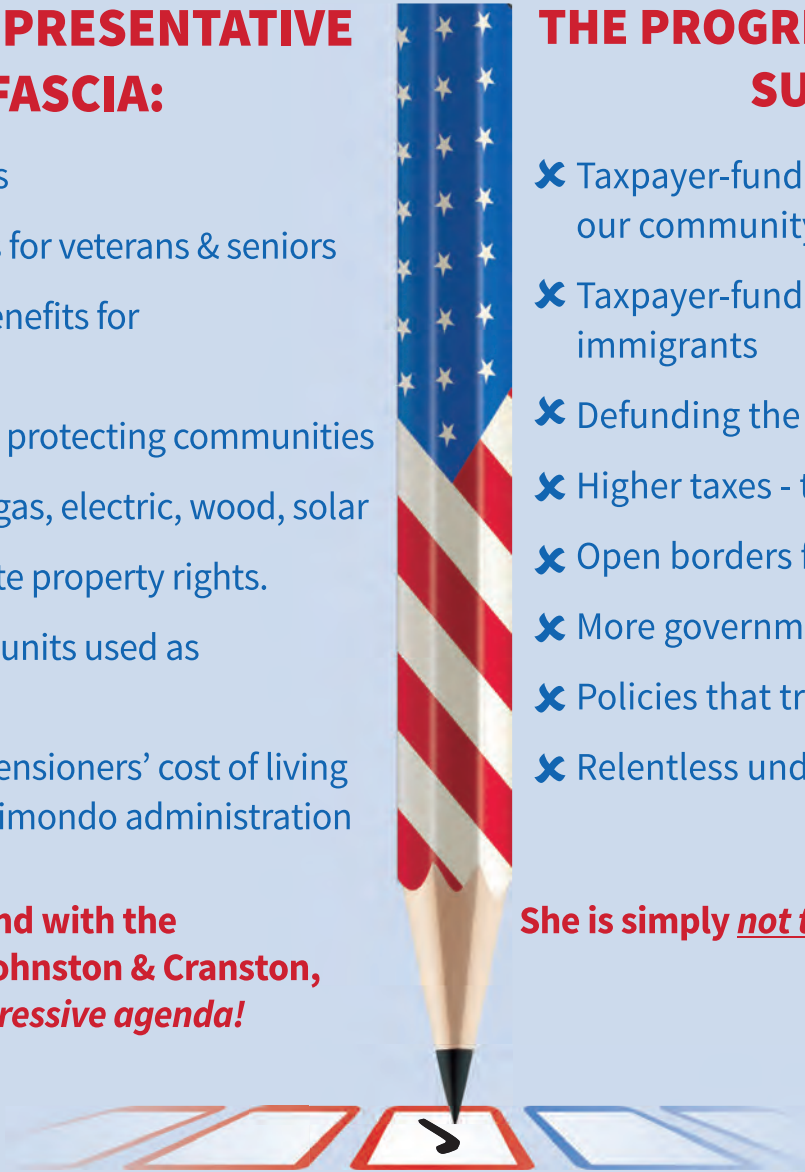 PRESENTATIVE
FASCIA:
s
s for veterans & seniors
enefits for
protecting communities
gas, electric, wood, solar
te property rights.
units used as
ensioners’ cost of living
imondo administration
nd with the
ohnston & Cranston,
ressive agenda!
THE PROGRE
SU
✘ Taxpayer-fund
our community
✘ Taxpayer-fund
immigrants
✘ Defunding the
✘ Higher taxes - t
✘ Open borders f
✘ More governm
✘ Policies that tr
✘ Relentless und
She is simply not t